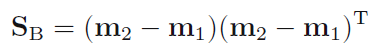 S_B = (m_2 − m_1)(m_2 − m_1)^T